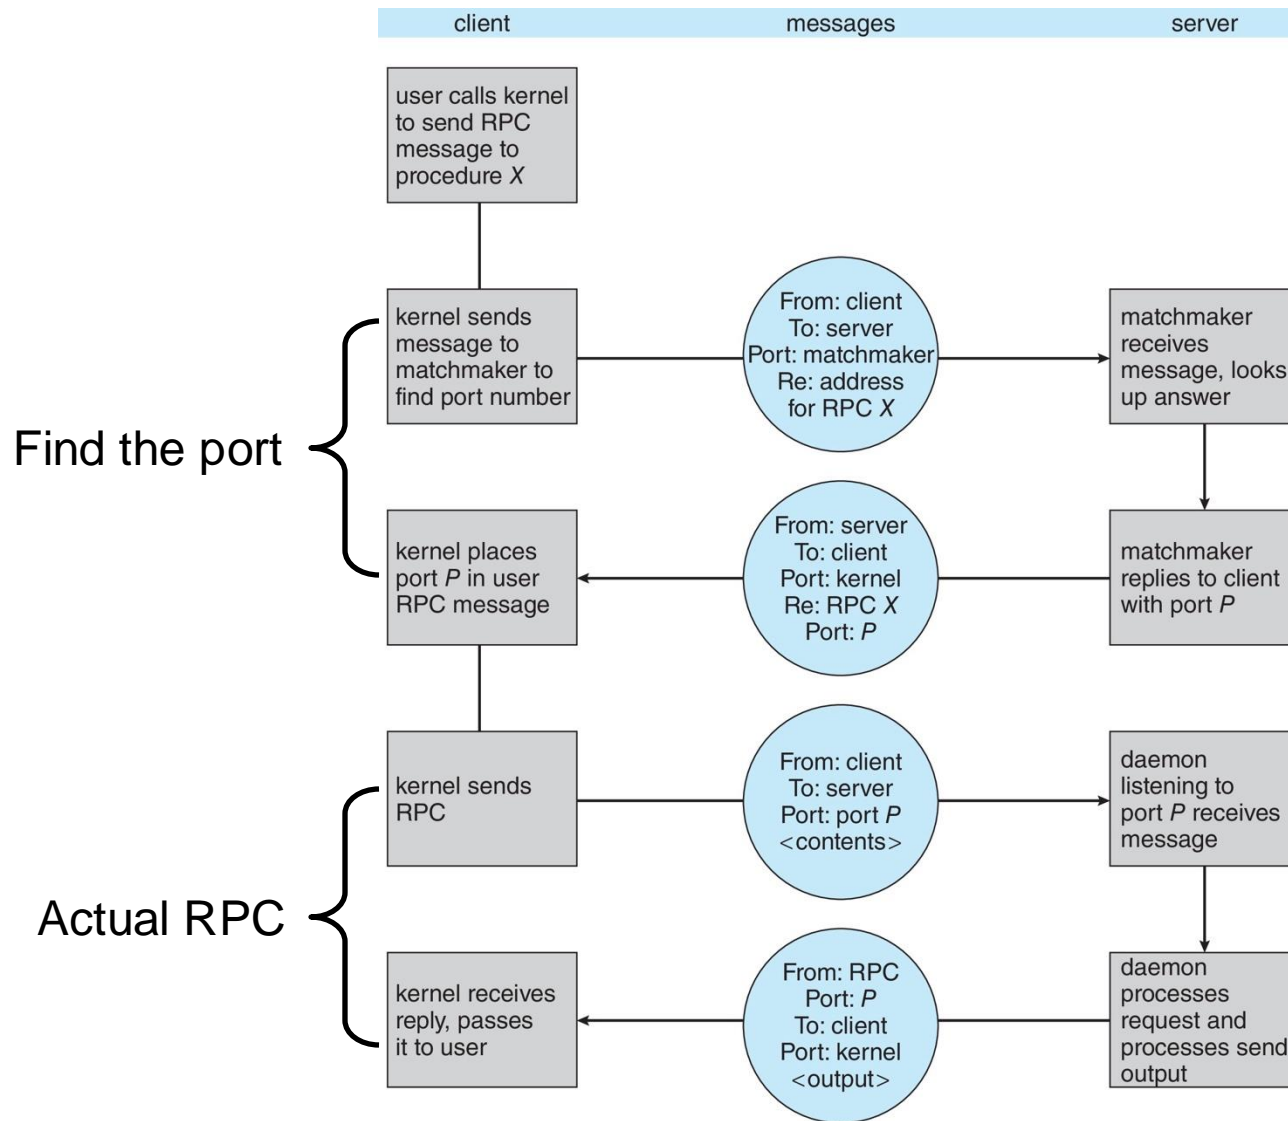 client
messages
server
user calls kernel
to send RPC
message to
procedure X
kernel sends
message to
matchmaker to
find port number
From: client
To: server
Port: matchmaker
Re: address
for RPC X
matchmaker
receives
message, looks
up answer
Find the port
kernel places
port P in user
RPC message
From: server
To: client
Port: kernel
Re: RPC X
Port: P
matchmaker
replies to client
with port P
kernel sends
RPC
From: client
To: server
Port: port P
<contents>
daemon
listening to
port P receives
message
Actual RPC
kernel receives
reply, passes
it to user
From: RPC
Port: P
To: client
Port: kernel
<output>
daemon
processes
request and
processes send
output